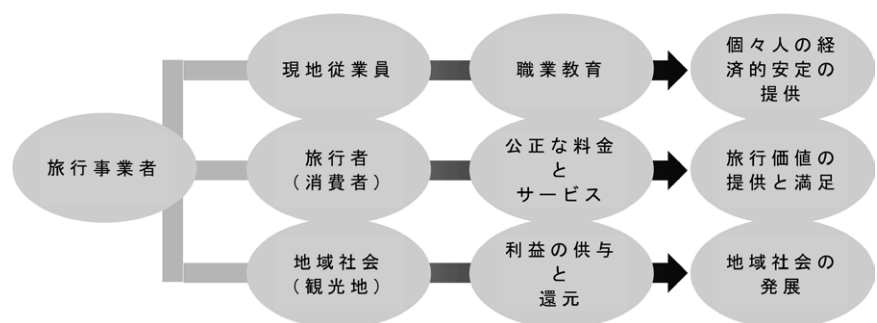 旅行事業者
現地従業員
職業教育
個々人の経
済的安定の
提供
旅行者
（消費者）
公正な料金
と
サービス
旅行価値の
提供と満足
地域社会
（観光地）
利益の供与
と
還元
地域社会の
発展